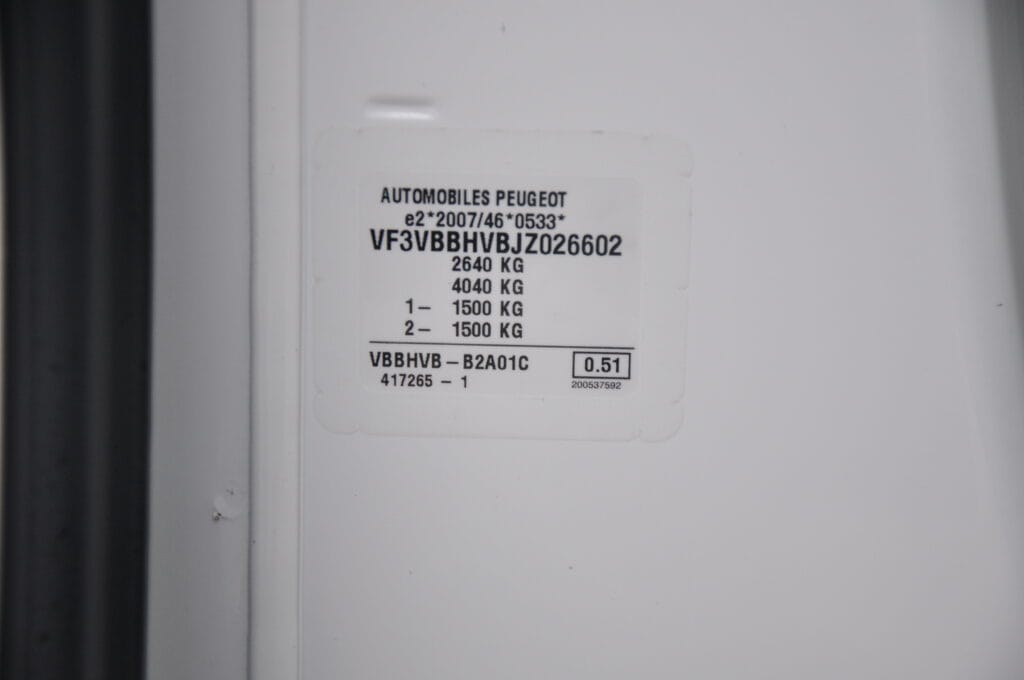 AUTOMOBILES PEUGEOT
e2*2007/46*0533*
VF3VBBHVBJZ026602
2640 KG
4040 KG
1– 1500 KG
2– 1500 KG
VBBHVB – B2A01C 0.51
417265 – 1 200537592